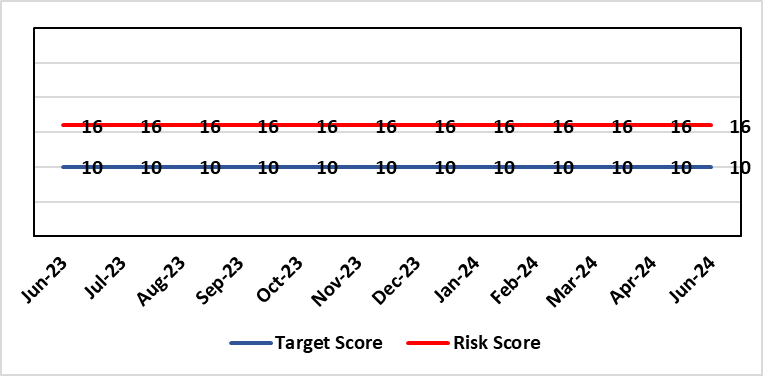 16 16 16 16 16 16 16 16 16 16 16 16
10 10 10 10 10 10 10 10 10 10 10 10
Jun-23 Jul-23 Aug-23 Sep-23 Oct-23 Nov-23 Dec-23 Jan-24 Feb-24 Mar-24 Apr-24 Jun-24
Target Score Risk Score